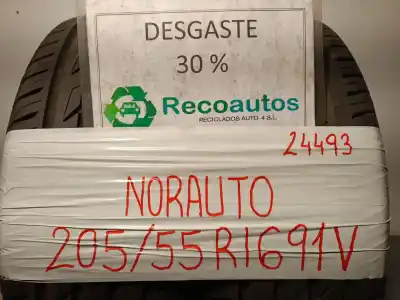 DESGASTE
30 %
Recoautos
RECICLADOS AUTO 4 S.L.
24493
NORAUTO
205/55R1691V